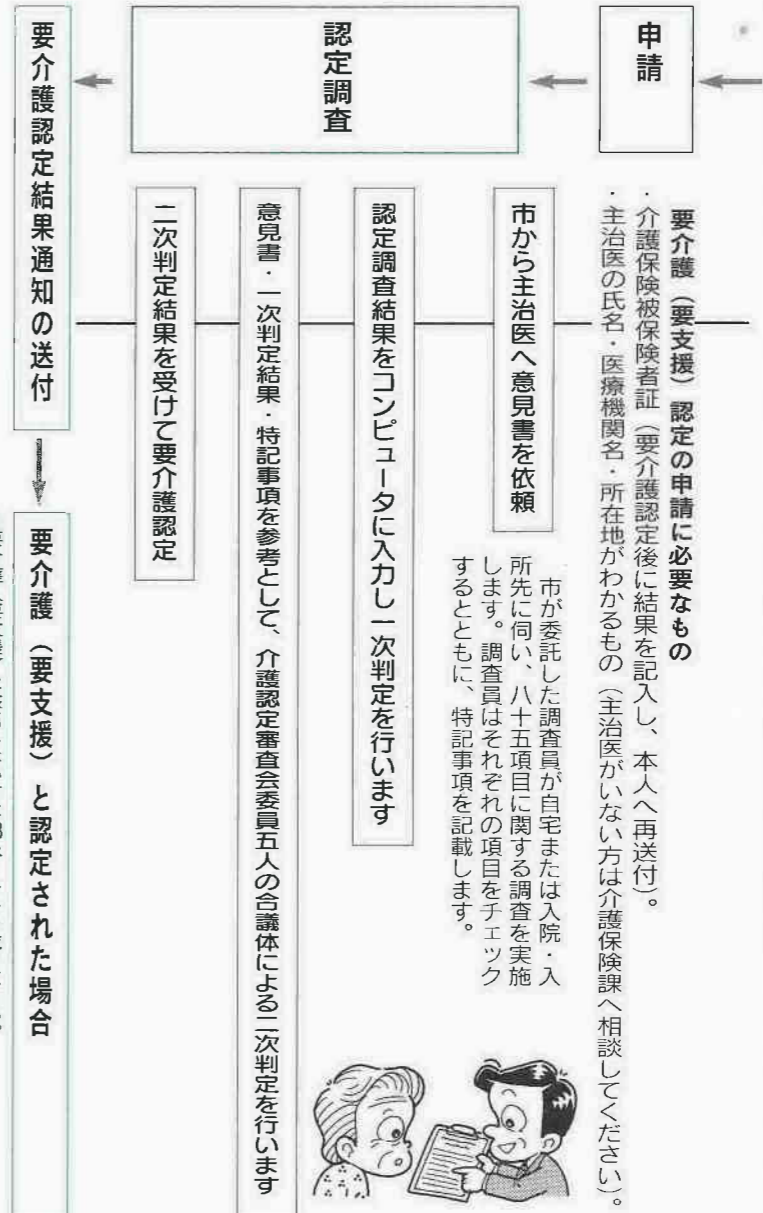 申請
要介護（要支援）認定の申請に必要なもの
・介護保険被保険者証（要介護認定後に結果を記入し、本人へ再送付）。
・主治医の氏名・医療機関名・所在地がわかるもの（主治医がいない方は介護保険課へ相談してください）。
認定調査
市から主治医へ意見書を依頼
市が委託した調査員が自宅または入院・入
所先に伺い、八十五項目に関する調査を実施
します。調査員はそれぞれの項目をチェック
するとともに、特記事項を記載します。
認定調査結果をコンピュータに入力し一次判定を行います
意見書・一次判定結果・特記事項を参考として、介護認定審査会委員五人の合議体による二次判定を行います
二次判定結果を受けて要介護認定
要介護認定結果通知の送付
要介護（要支援）と認定された場合